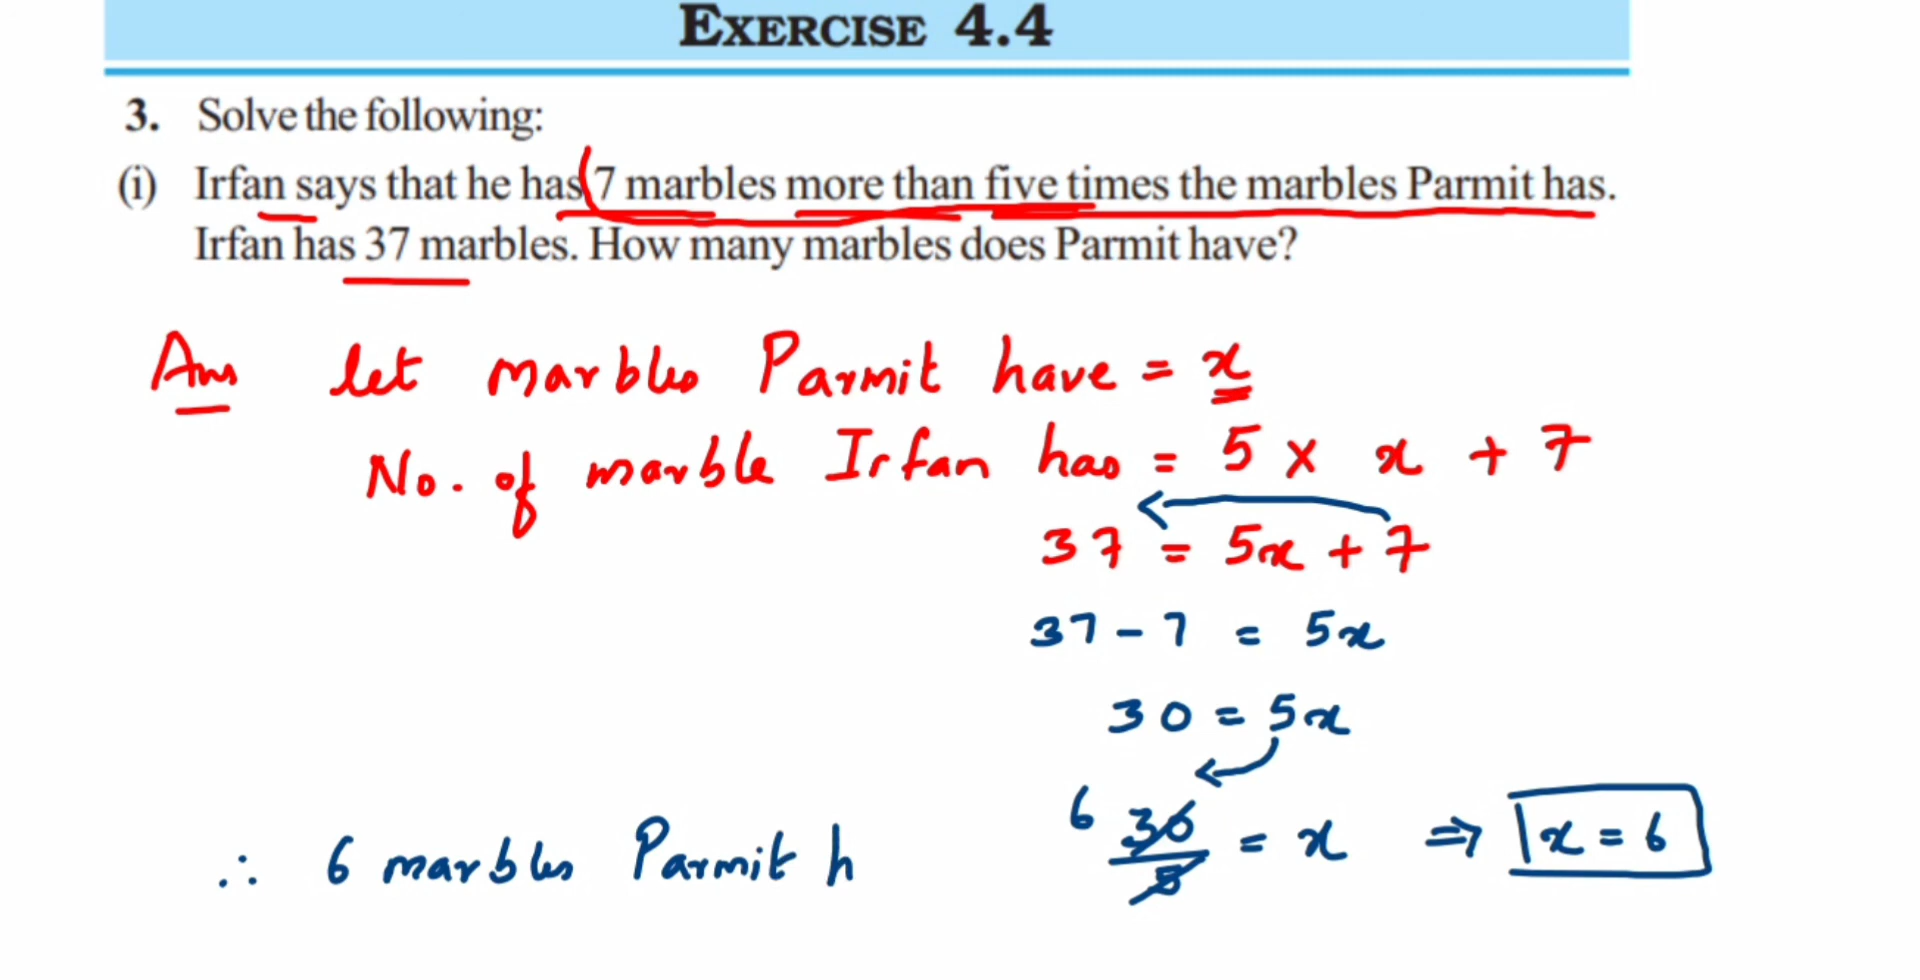 EXERCISE 4.4
3. Solve the following:
(i) Irfan says that he has 7 marbles more than five times the marbles Parmit has.
Irfan has 37 marbles. How many marbles does Parmit have?
Ans let marbles Parmit have = x
No. of marble Irfan has = 5 × x + 7
37 = 5x + 7
37 - 7 = 5x
30 = 5x
6 30/5 = x ⇒ x = 6
∴ 6 marbles Parmit h